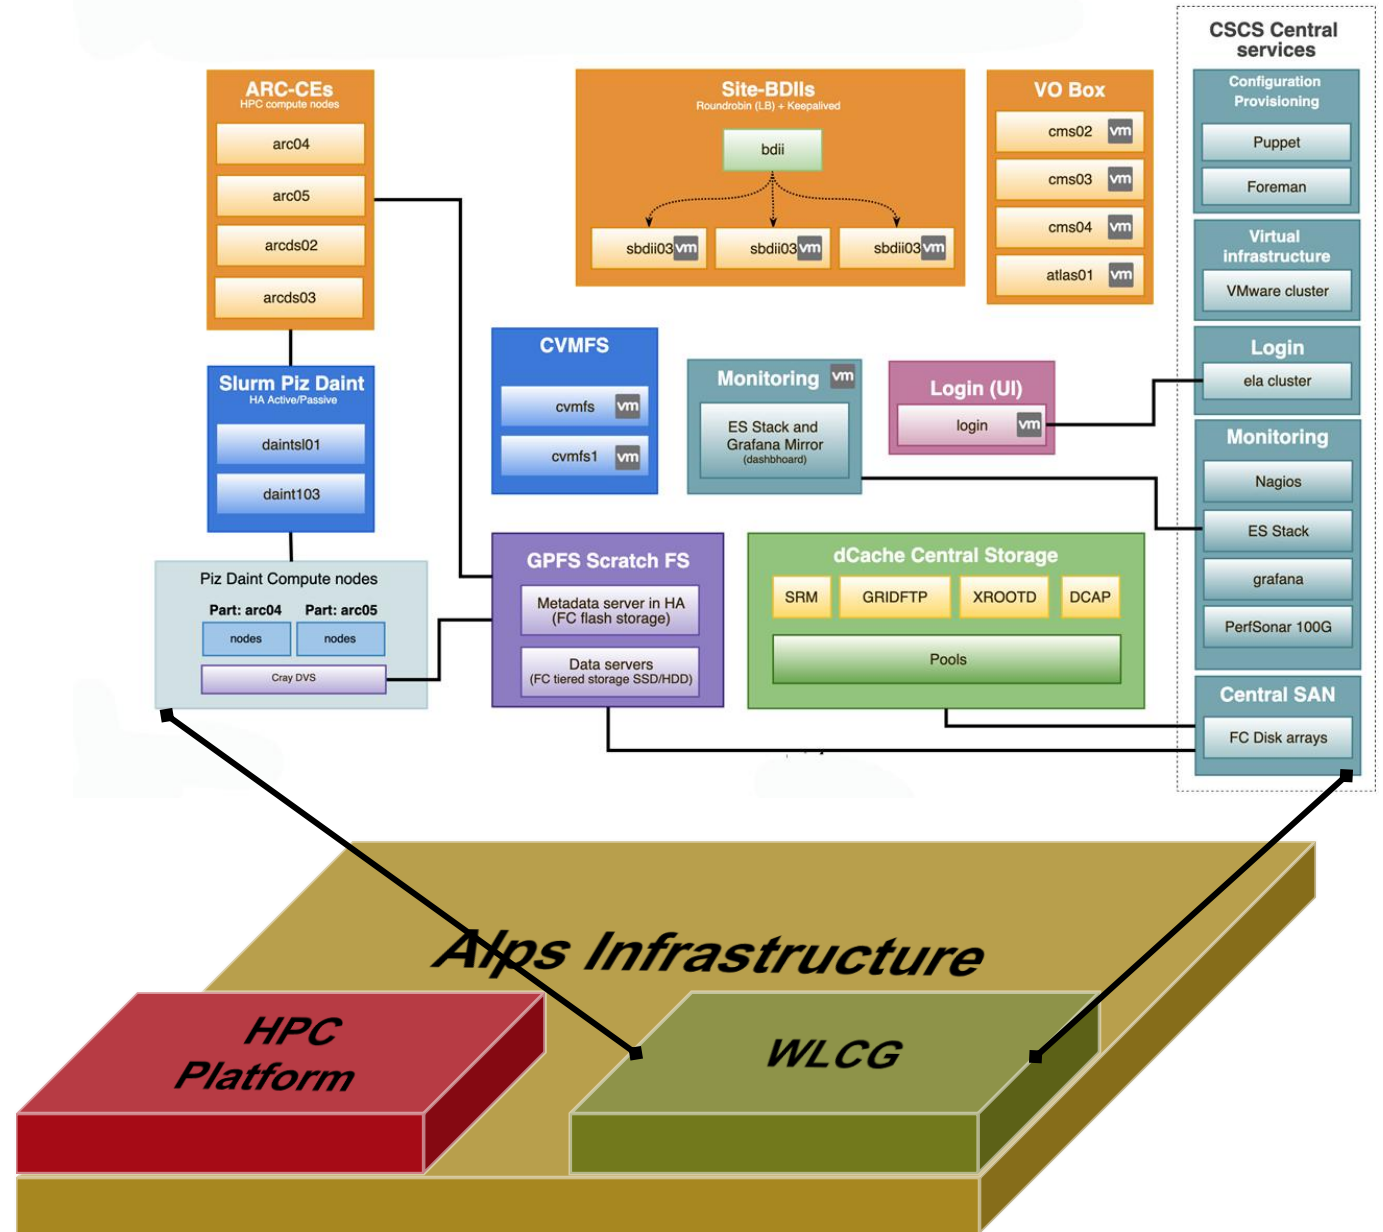 CSCS Central
services
ARC-CEs
HPC compute nodes
arc04
arc05
arcds02
arcds03
Site-BDIIs
Roundrobin (LB) + Keepalived
bdii
sbdii03 vm
sbdii03 vm
sbdii03 vm
VO Box
cms02 vm
cms03 vm
cms04 vm
atlas01 vm
Configuration
Provisioning
Puppet
Foreman
Virtual
infrastructure
VMware cluster
Login
ela cluster
Monitoring
Nagios
ES Stack
grafana
PerfSonar 100G
Central SAN
FC Disk arrays
Slurm Piz Daint
HA Active/Passive
daintsl01
daint103
CVMFS
cvmfs vm
cvmfs1 vm
Monitoring vm
ES Stack and
Grafana Mirror
(dashbhoard)
Login (UI)
login vm
Piz Daint Compute nodes
Part: arc04 Part: arc05
nodes nodes
Cray DVS
GPFS Scratch FS
Metadata server in HA
(FC flash storage)
Data servers
(FC tiered storage SSD/HDD)
dCache Central Storage
SRM GRIDFTP XROOTD DCAP
Pools
Alps Infrastructure
HPC
Platform
WLCG